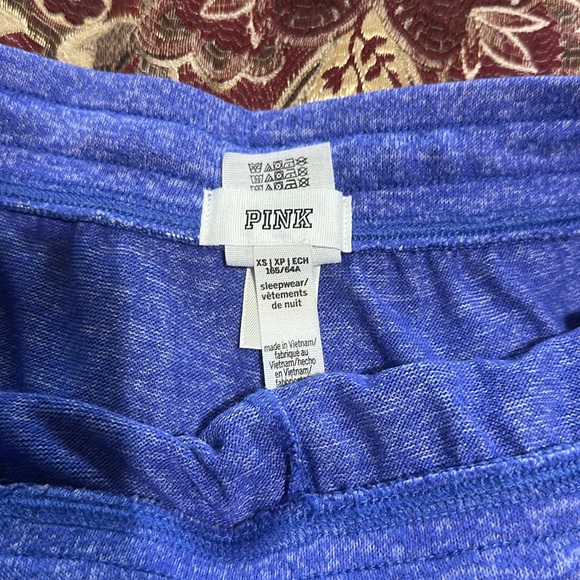 PINK
XS | XP | ECH
165/64A
sleepwear/
vêtements
de nuit
made in Vietnam/
fabriqué au
Vietnam/hecho
en Vietnam/